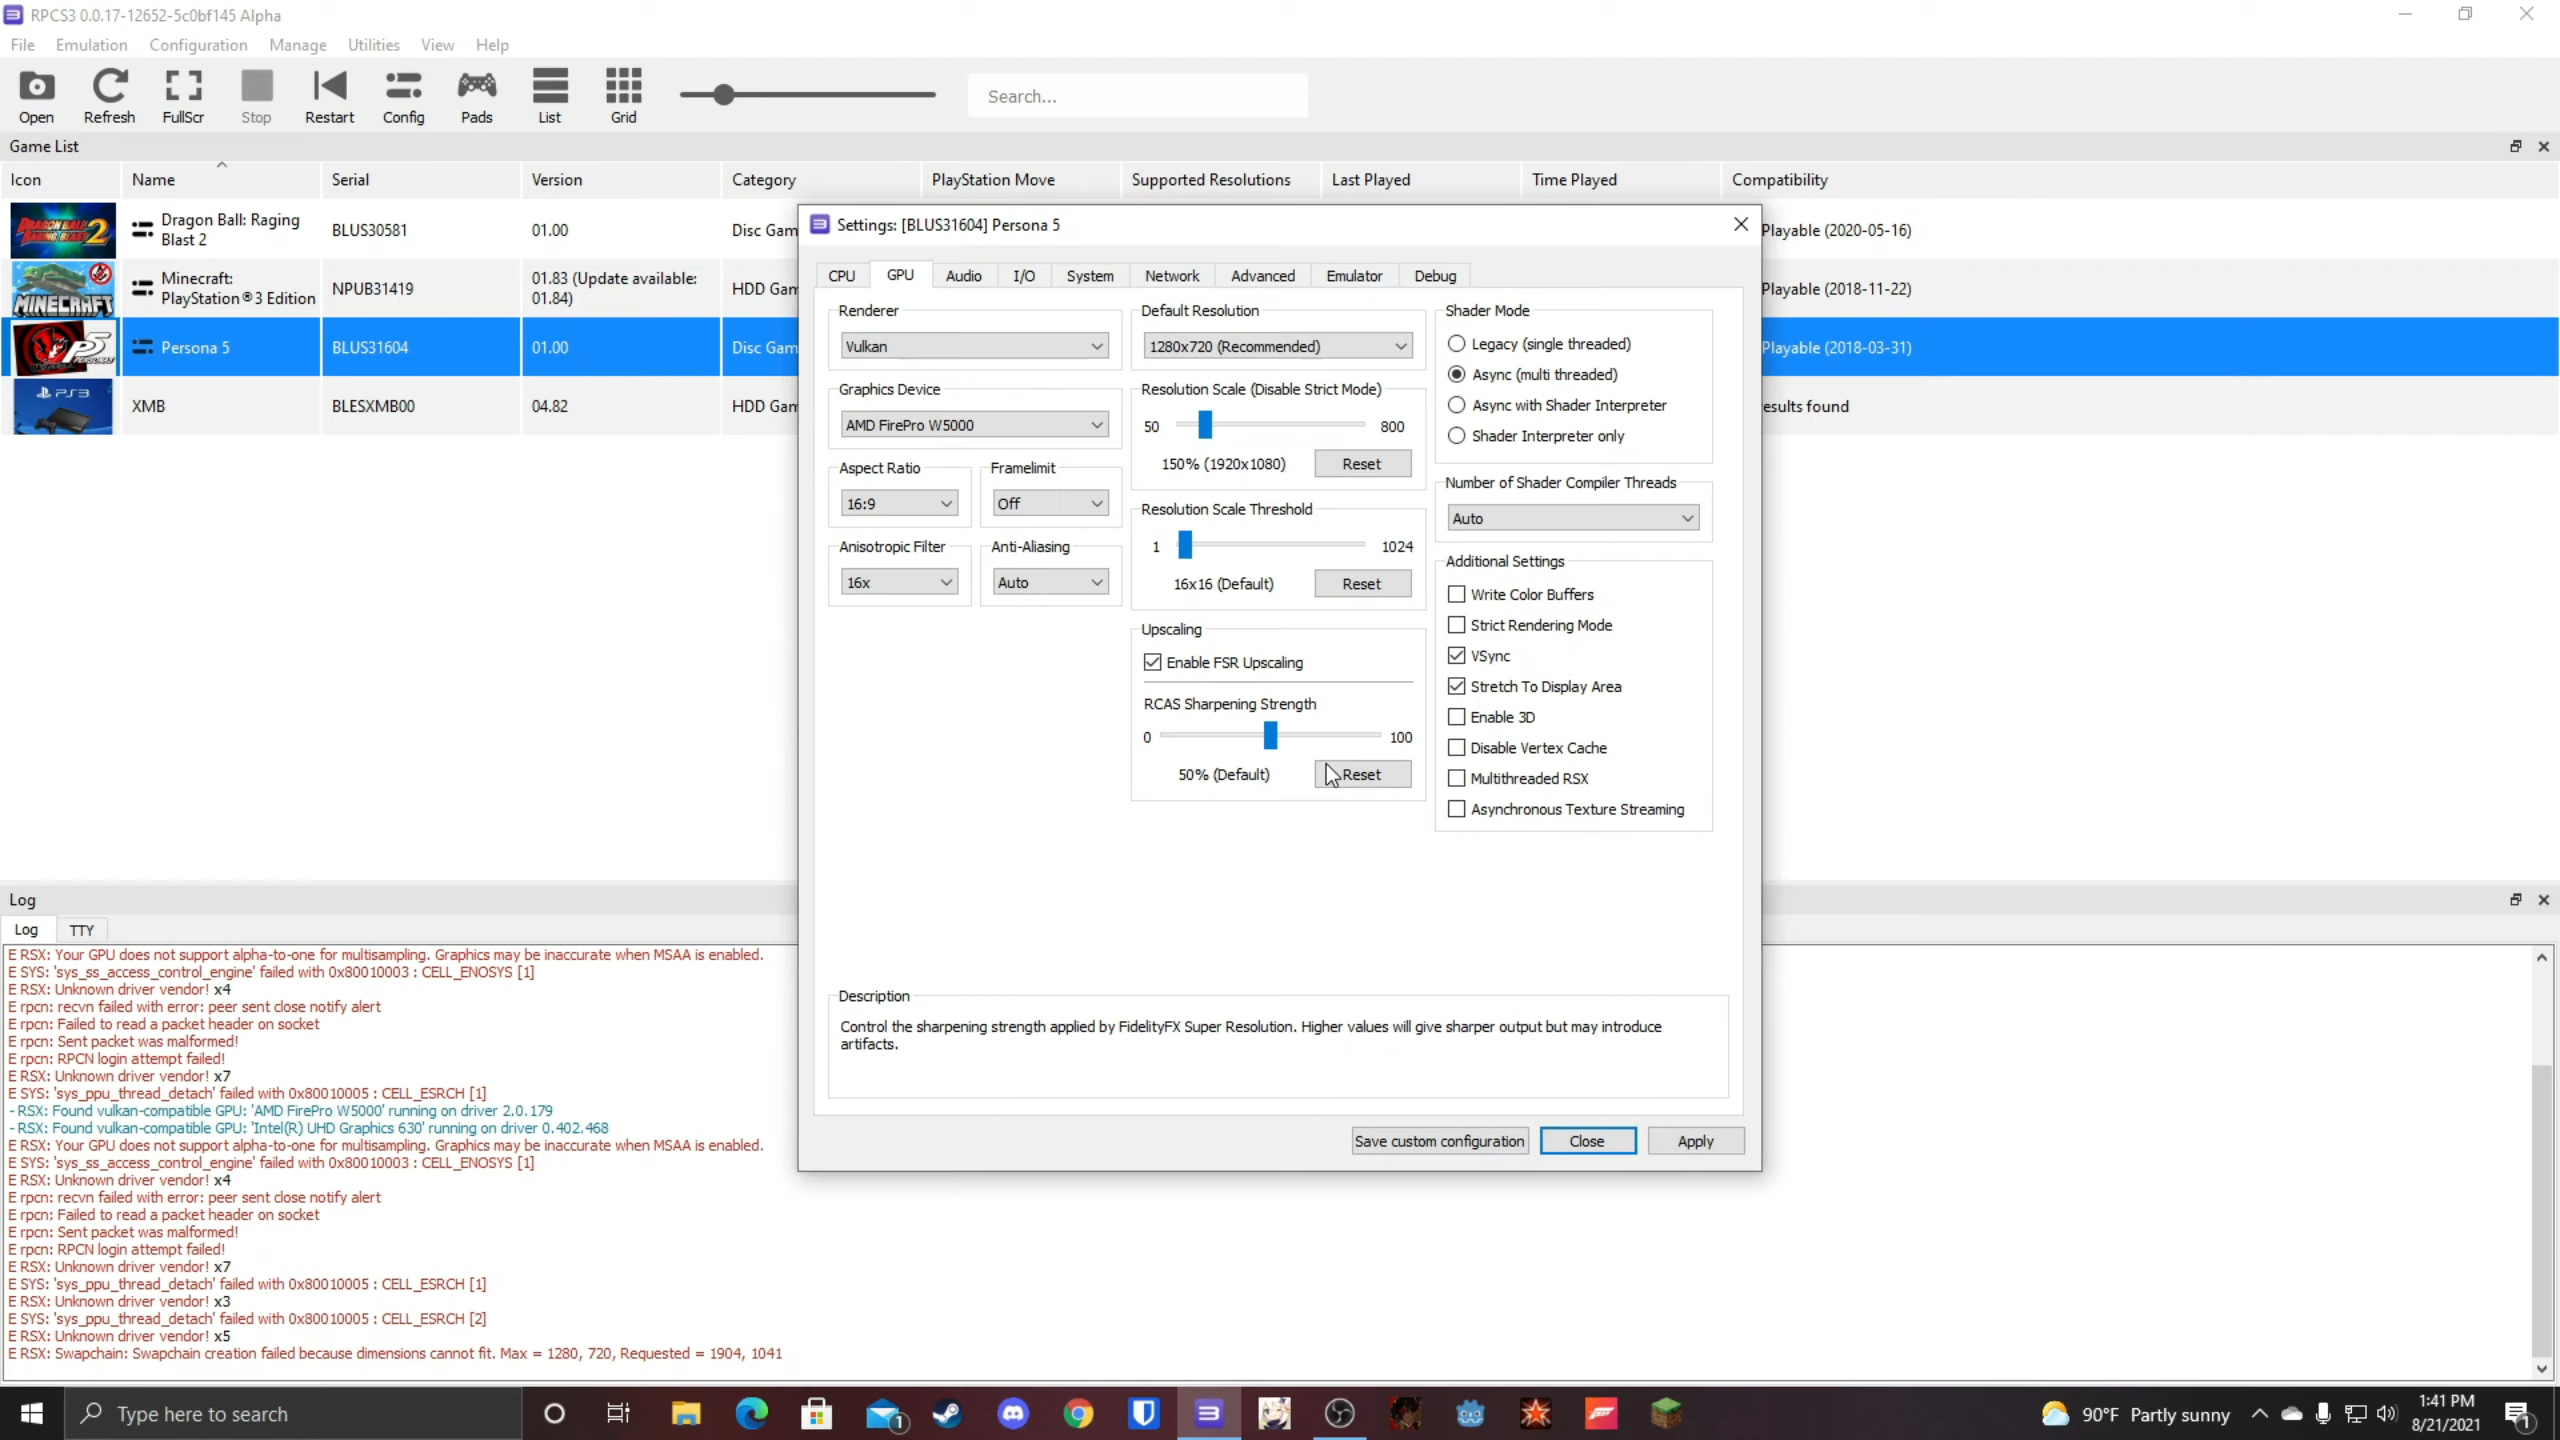 RPCS3 0.0.17-12652-5c0bf145 Alpha
File Emulation Configuration Manage Utilities View Help
Open Refresh FullScr Stop Restart Config Pads List Grid Search...
Game List
Icon Name Serial Version Category PlayStation Move Supported Resolutions Last Played Time Played Compatibility
Dragon Ball: Raging
Blast 2
BLUS30581 01.00 Disc Gam Playable (2020-05-16)
Minecraft:
PlayStation®3 Edition
NPUB31419
01.83 (Update available:
01.84)
HDD Gam Playable (2018-11-22)
MINECRAFT
Persona 5 BLUS31604 01.00 Disc Gam Playable (2018-03-31)
PS3
XMB BLESXMB00 04.82 HDD Gam esults found
Settings: [BLUS31604] Persona 5
CPU GPU Audio I/O System Network Advanced Emulator Debug
Renderer
Vulkan
Graphics Device
AMD FirePro W5000
Aspect Ratio Framelimit
16:9 Off
Anisotropic Filter Anti-Aliasing
16x Auto
Default Resolution
1280x720 (Recommended)
Resolution Scale (Disable Strict Mode)
50 800
150% (1920x1080) Reset
Resolution Scale Threshold
1 1024
16x16 (Default) Reset
Upscaling
Enable FSR Upscaling
RCAS Sharpening Strength
0 100
50% (Default) Reset
Shader Mode
Legacy (single threaded)
Async (multi threaded)
Async with Shader Interpreter
Shader Interpreter only
Number of Shader Compiler Threads
Auto
Additional Settings
Write Color Buffers
Strict Rendering Mode
VSync
Stretch To Display Area
Enable 3D
Disable Vertex Cache
Multithreaded RSX
Asynchronous Texture Streaming
Description
Control the sharpening strength applied by FidelityFX Super Resolution. Higher values will give sharper output but may introduce
artifacts.
Save custom configuration Close Apply
Log
Log TTY
E RSX: Your GPU does not support alpha-to-one for multisampling. Graphics may be inaccurate when MSAA is enabled.
E SYS: 'sys_ss_access_control_engine' failed with 0x80010003 : CELL_ENOSYS [1]
E RSX: Unknown driver vendor! x4
E rpcn: recvn failed with error: peer sent close notify alert
E rpcn: Failed to read a packet header on socket
E rpcn: Sent packet was malformed!
E rpcn: RPCN login attempt failed!
E RSX: Unknown driver vendor! x7
E SYS: 'sys_ppu_thread_detach' failed with 0x80010005 : CELL_ESRCH [1]
- RSX: Found vulkan-compatible GPU: 'AMD FirePro W5000' running on driver 2.0.179
- RSX: Found vulkan-compatible GPU: 'Intel(R) UHD Graphics 630' running on driver 0.402.468
E RSX: Your GPU does not support alpha-to-one for multisampling. Graphics may be inaccurate when MSAA is enabled.
E SYS: 'sys_ss_access_control_engine' failed with 0x80010003 : CELL_ENOSYS [1]
E RSX: Unknown driver vendor! x4
E rpcn: recvn failed with error: peer sent close notify alert
E rpcn: Failed to read a packet header on socket
E rpcn: Sent packet was malformed!
E rpcn: RPCN login attempt failed!
E RSX: Unknown driver vendor! x7
E SYS: 'sys_ppu_thread_detach' failed with 0x80010005 : CELL_ESRCH [1]
E RSX: Unknown driver vendor! x3
E SYS: 'sys_ppu_thread_detach' failed with 0x80010005 : CELL_ESRCH [2]
E RSX: Unknown driver vendor! x5
E RSX: Swapchain: Swapchain creation failed because dimensions cannot fit. Max = 1280, 720, Requested = 1904, 1041
Type here to search
1
90°F Partly sunny
1:41 PM
8/21/2021
1